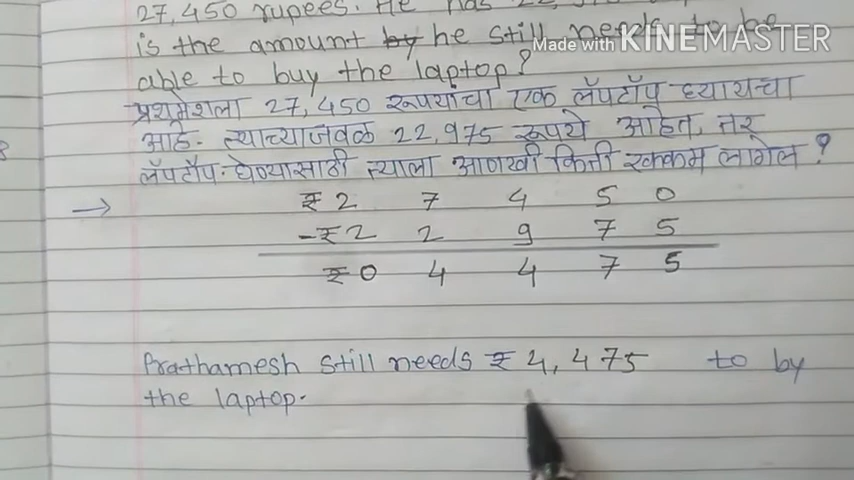 27,450 rupees. He has 22,
is the amount by he still needs to be
Made with KINEMASTER
able to buy the laptop?
प्रथमेशला 27,450 रूपयांचा एक लॅपटॉप घ्यायचा
आहे. त्याच्याजवळ 22,975 रूपये आहेत, तर
लॅपटॉप घेण्यासाठी त्याला आणखी किती रक्कम लागेल?
→ ₹2 7 4 5 0
-₹2 2 9 7 5
₹0 4 4 7 5
Prathamesh still needs ₹4,475 to by
the laptop.